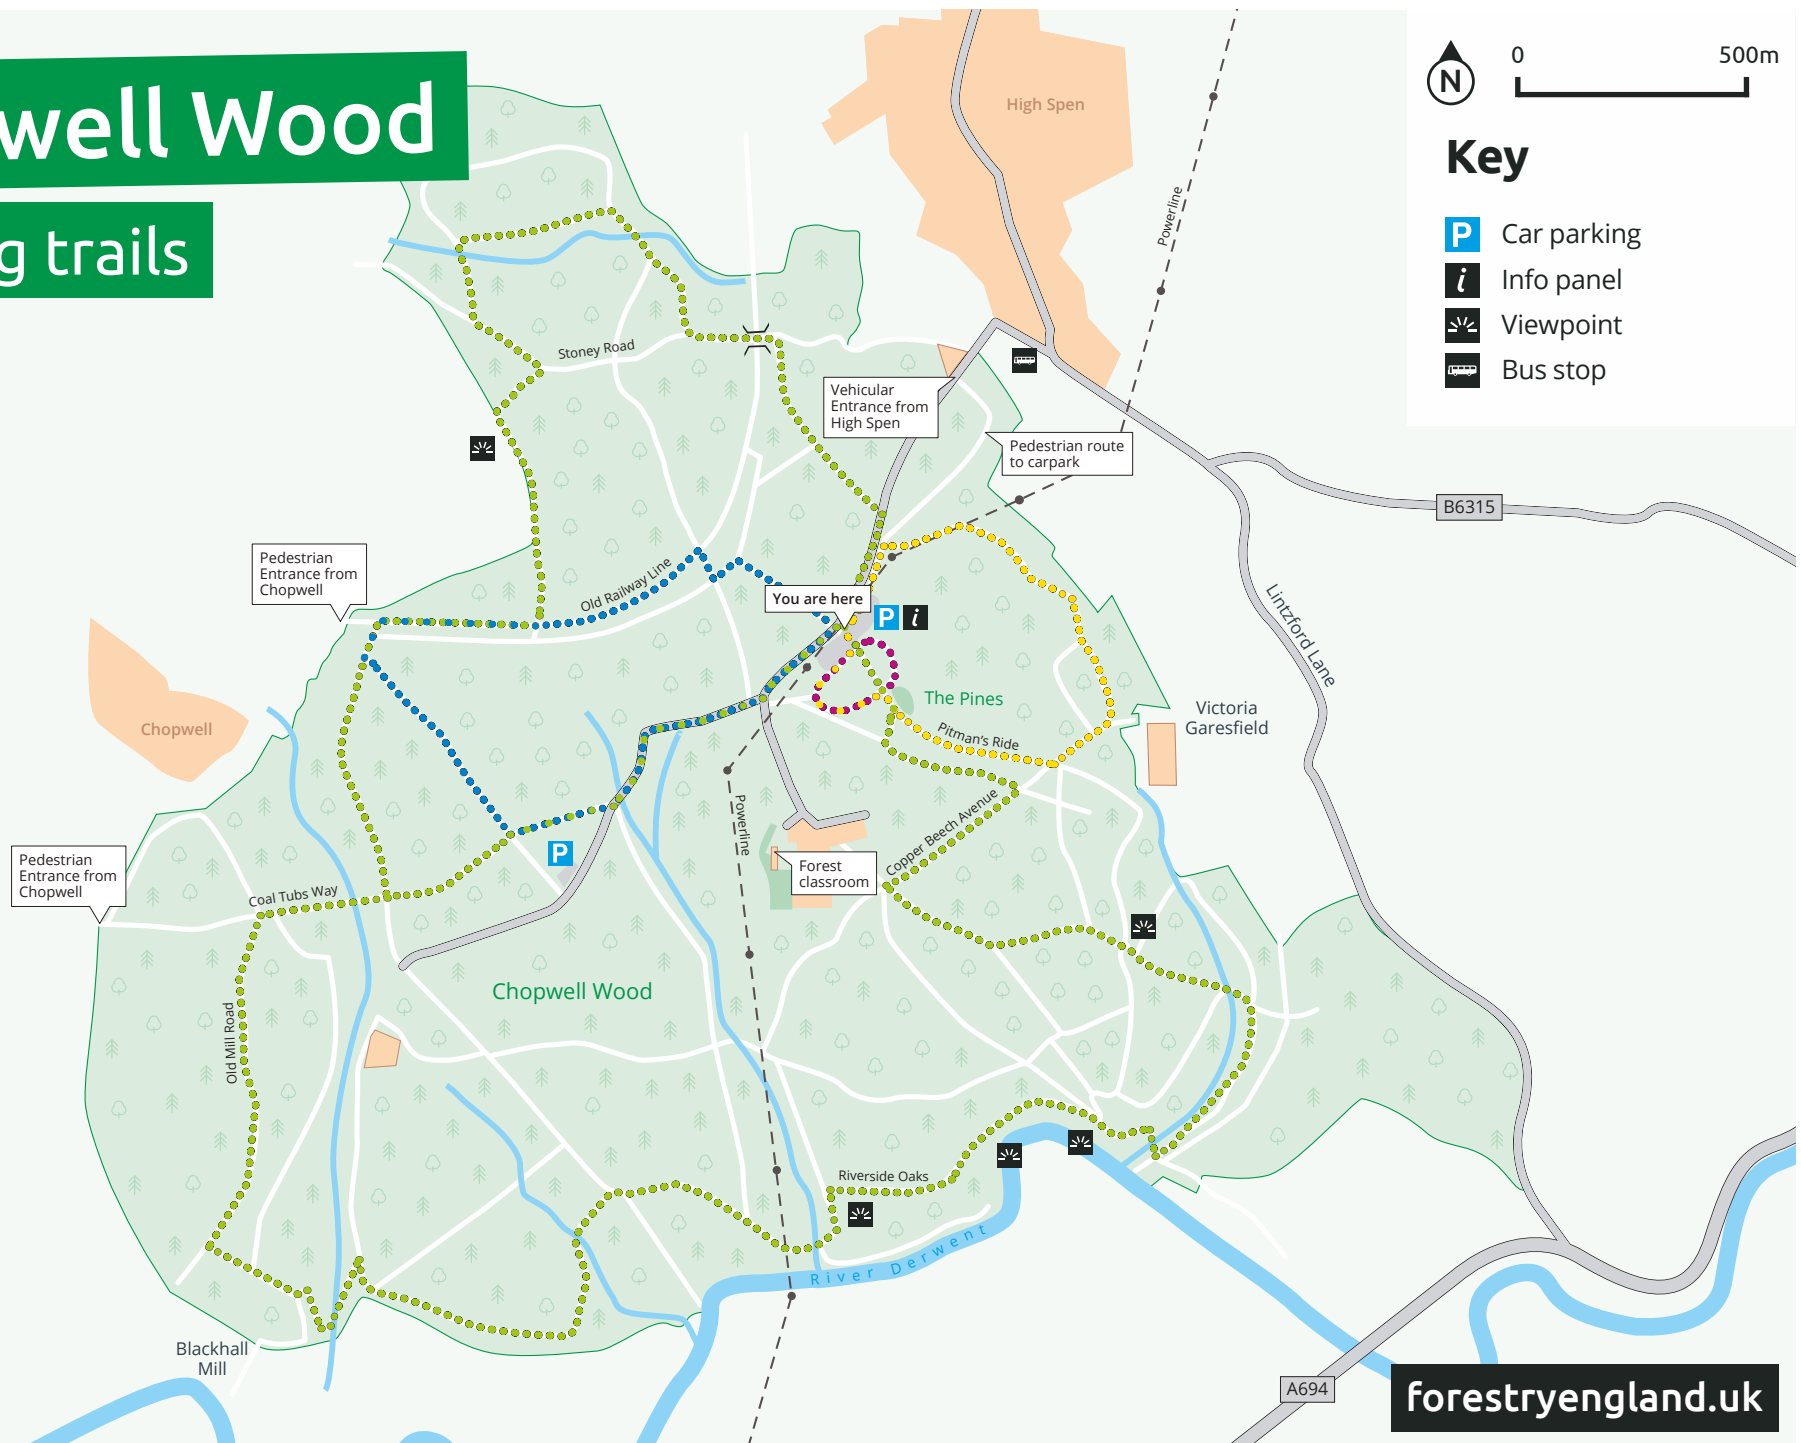 well Wood
g trails
High Spen
Powerline
N
0 500m
Key
P Car parking
i Info panel
Viewpoint
Bus stop
Stoney Road
Vehicular
Entrance from
High Spen
Pedestrian route
to carpark
B6315
Lintzford Lane
Pedestrian
Entrance from
Chopwell
Old Railway Line
You are here
P i
The Pines
Pitman's Ride
Victoria
Garesfield
Chopwell
Powerline
Copper Beech Avenue
P
Forest
classroom
Pedestrian
Entrance from
Chopwell
Coal Tubs Way
Chopwell Wood
Old Mill Road
Riverside Oaks
River Derwent
Blackhall
Mill
A694
forestryengland.uk